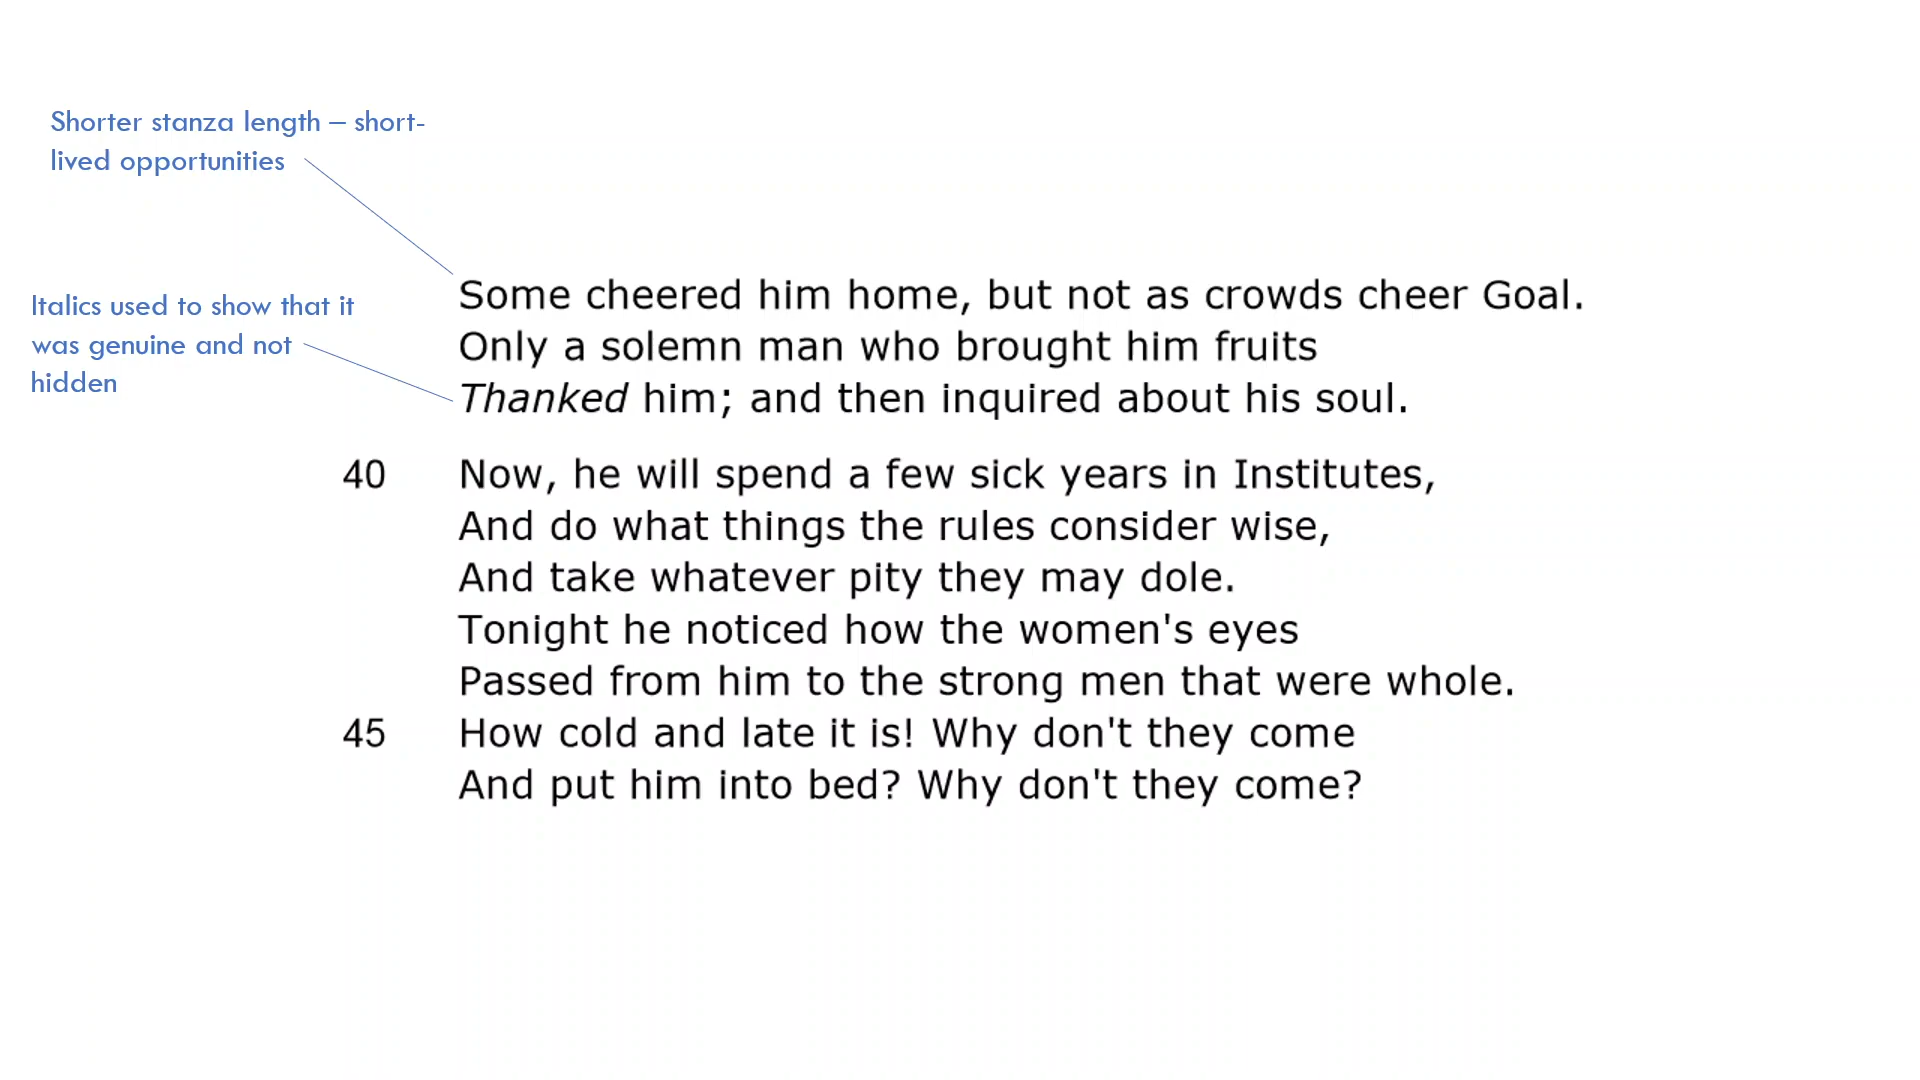 Shorter stanza length – short-
lived opportunities
Italics used to show that it
was genuine and not
hidden
Some cheered him home, but not as crowds cheer Goal.
Only a solemn man who brought him fruits
Thanked him; and then inquired about his soul.
40 Now, he will spend a few sick years in Institutes,
And do what things the rules consider wise,
And take whatever pity they may dole.
Tonight he noticed how the women's eyes
Passed from him to the strong men that were whole.
45 How cold and late it is! Why don't they come
And put him into bed? Why don't they come?